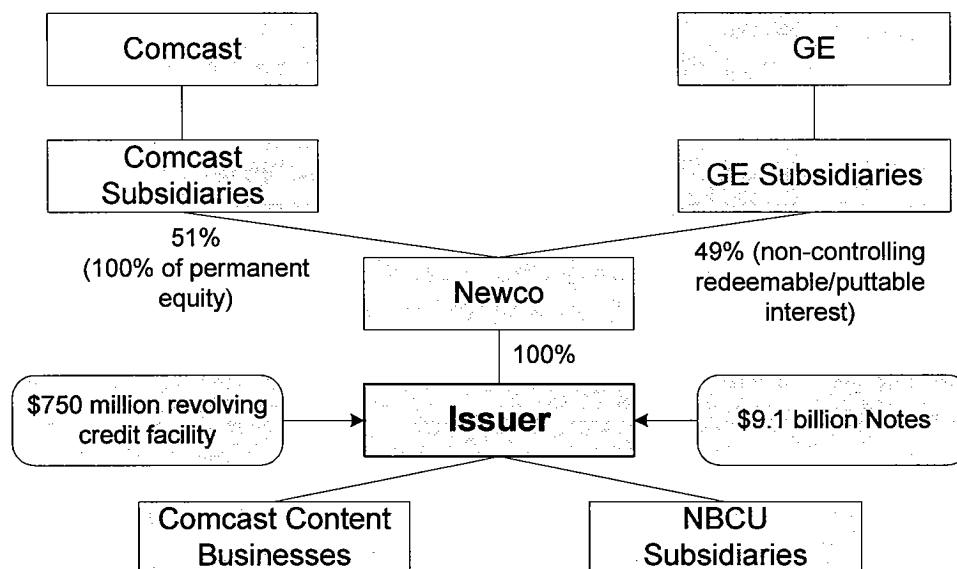 Comcast
GE
Comcast
Subsidiaries
GE Subsidiaries
51%
(100% of permanent
equity)
49% (non-controlling
redeemable/puttable
interest)
Newco
100%
$750 million revolving
credit facility
Issuer
$9.1 billion Notes
Comcast Content
Businesses
NBCU
Subsidiaries